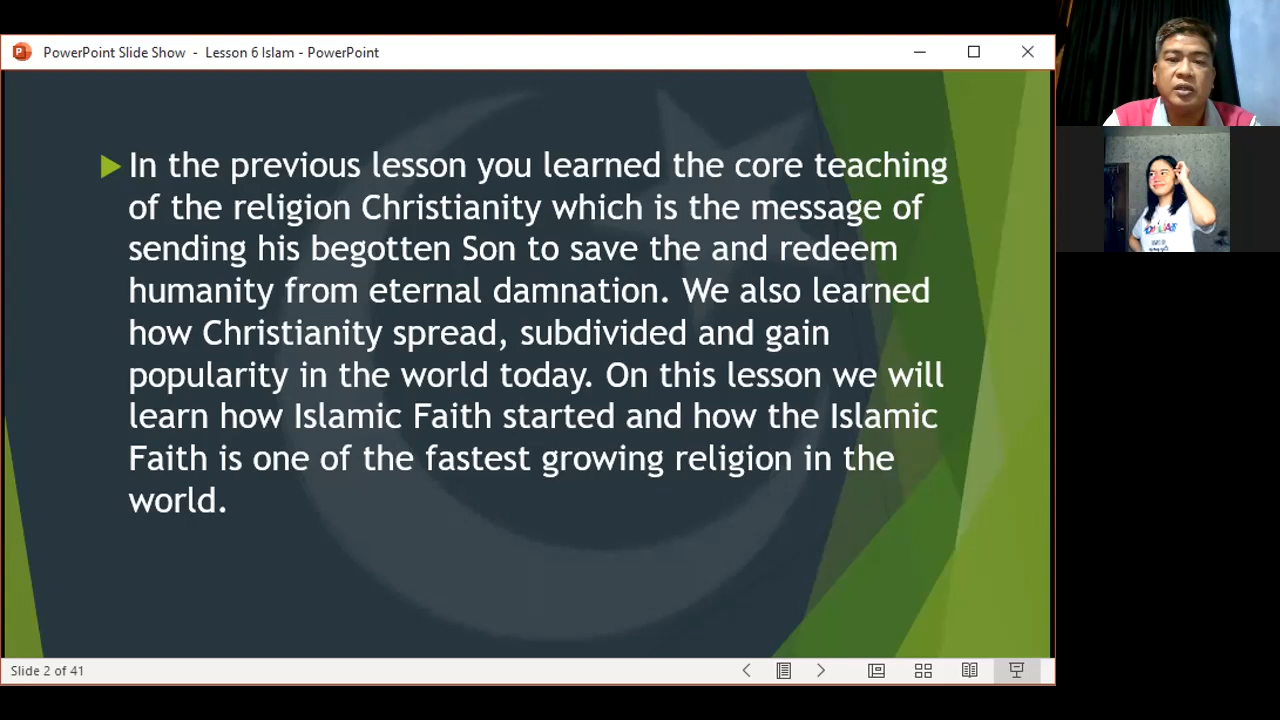 PowerPoint Slide Show - Lesson 6 Islam - PowerPoint
In the previous lesson you learned the core teaching
of the religion Christianity which is the message of
sending his begotten Son to save the and redeem
humanity from eternal damnation. We also learned
how Christianity spread, subdivided and gain
popularity in the world today. On this lesson we will
learn how Islamic Faith started and how the Islamic
Faith is one of the fastest growing religion in the
world.
Slide 2 of 41